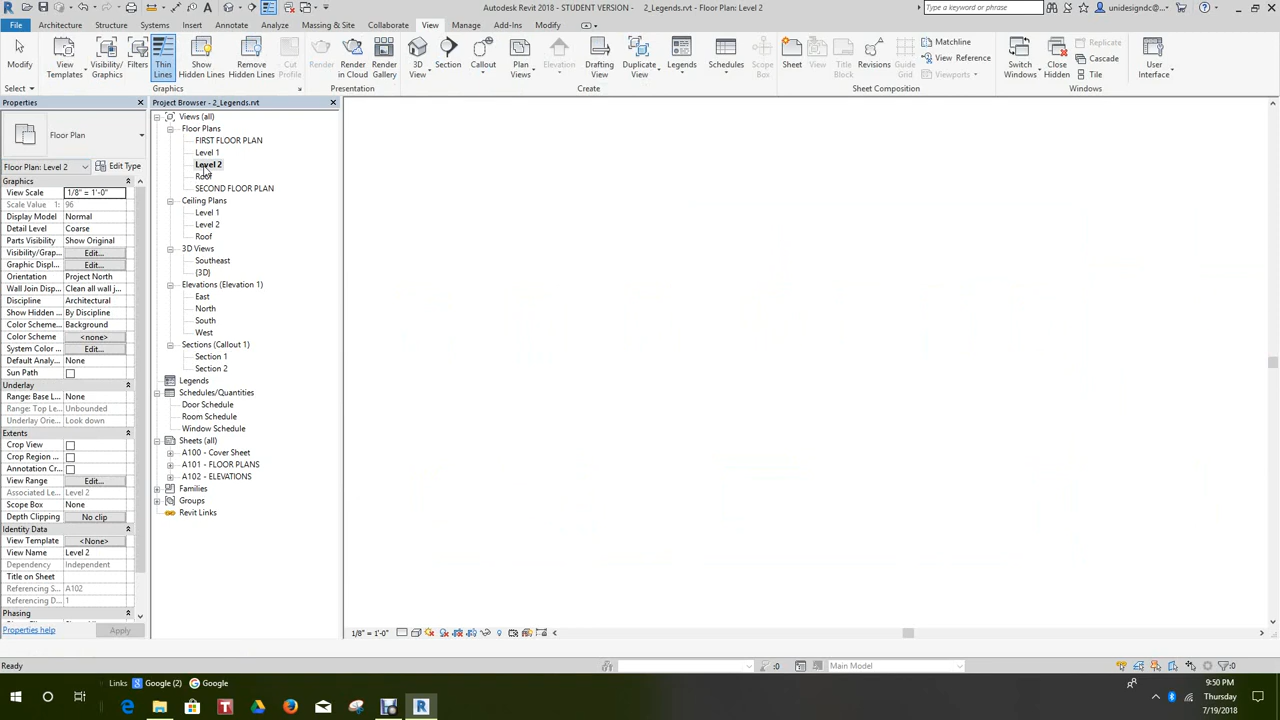 Autodesk Revit 2018 - STUDENT VERSION - 2_Legends.rvt - Floor Plan: Level 2
Type a keyword or phrase
unidesigndc@...
File Architecture Structure Systems Insert Annotate Analyze Massing & Site Collaborate View Manage Add-Ins Modify
Modify
View Templates
Visibility/ Graphics
Filters
Thin Lines
Show Hidden Lines
Remove Hidden Lines
Cut Profile
Render
Render in Cloud
Render Gallery
3D View
Section
Callout
Plan Views
Elevation
Drafting View
Duplicate View
Legends
Schedules
Scope Box
Sheet
View
Title Block
Revisions
Guide Grid
Matchline
View Reference
Viewports
Switch Windows
Close Hidden
Replicate
Cascade
Tile
User Interface
Select
Graphics
Presentation
Create
Sheet Composition
Windows
Properties
Floor Plan
Floor Plan: Level 2
Edit Type
Graphics
View Scale 1/8" = 1'-0"
Scale Value 1: 96
Display Model Normal
Detail Level Coarse
Parts Visibility Show Original
Visibility/Grap... Edit...
Graphic Displ... Edit...
Orientation Project North
Wall Join Disp... Clean all wall j...
Discipline Architectural
Show Hidden ... By Discipline
Color Scheme... Background
Color Scheme <none>
System Color ... Edit...
Default Analy... None
Sun Path
Underlay
Range: Base L... None
Range: Top Le... Unbounded
Underlay Orie... Look down
Extents
Crop View
Crop Region ...
Annotation Cr...
View Range Edit...
Associated Le... Level 2
Scope Box None
Depth Clipping No clip
Identity Data
View Template <None>
View Name Level 2
Dependency Independent
Title on Sheet
Referencing S... A102
Referencing D... 1
Phasing
Properties help
Apply
Project Browser - 2_Legends.rvt
Views (all)
Floor Plans
FIRST FLOOR PLAN
Level 1
Level 2
Roof
SECOND FLOOR PLAN
Ceiling Plans
Level 1
Level 2
Roof
3D Views
Southeast
{3D}
Elevations (Elevation 1)
East
North
South
West
Sections (Callout 1)
Section 1
Section 2
Legends
Schedules/Quantities
Door Schedule
Room Schedule
Window Schedule
Sheets (all)
A100 - Cover Sheet
A101 - FLOOR PLANS
A102 - ELEVATIONS
Families
Groups
Revit Links
1/8" = 1'-0"
Ready
:0
Main Model
:0
Links Google (2) Google
9:50 PM
Thursday
7/19/2018